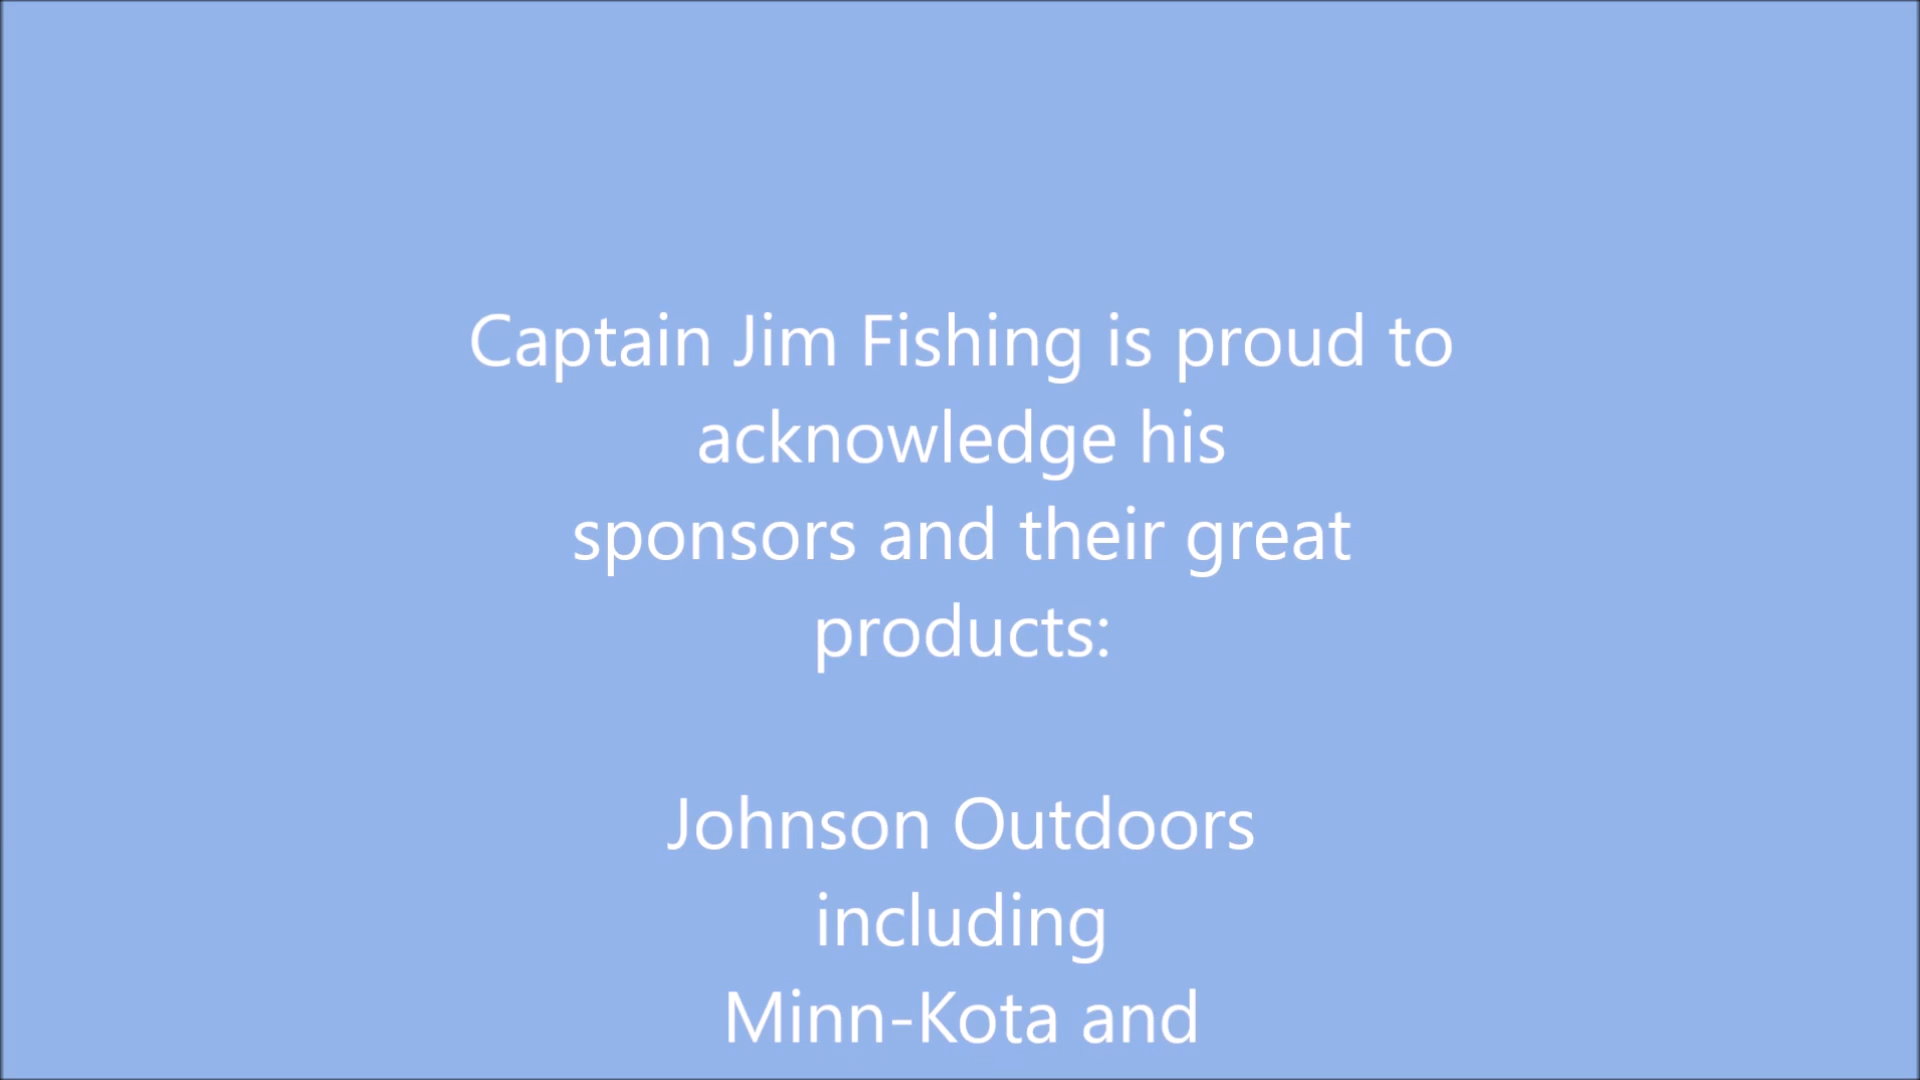 Captain Jim Fishing is proud to
acknowledge his
sponsors and their great
products:
Johnson Outdoors
including
Minn-Kota and